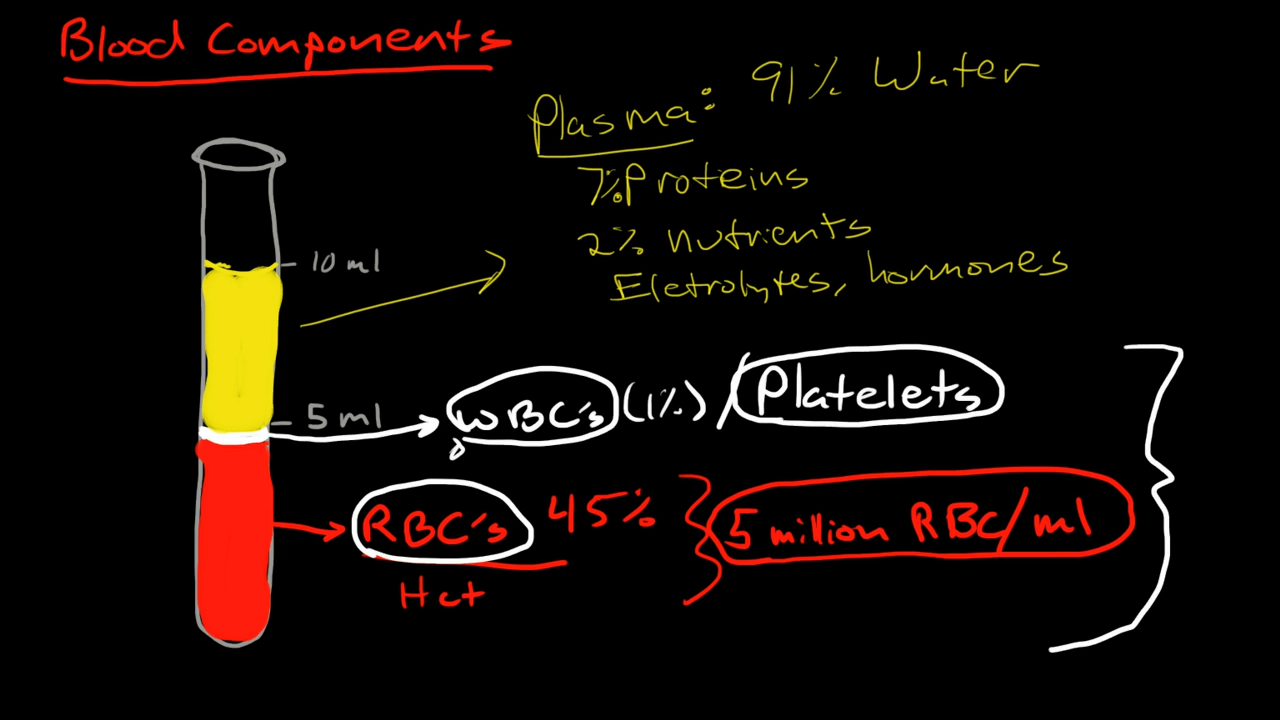 Blood Components
Plasma: 91% Water
7% Proteins
2% nutrients
Eletrolytes, hormones
10 ml
5 ml
WBC's (1%) / Platelets
RBC's 45% 5 million RBC/ml
Hct